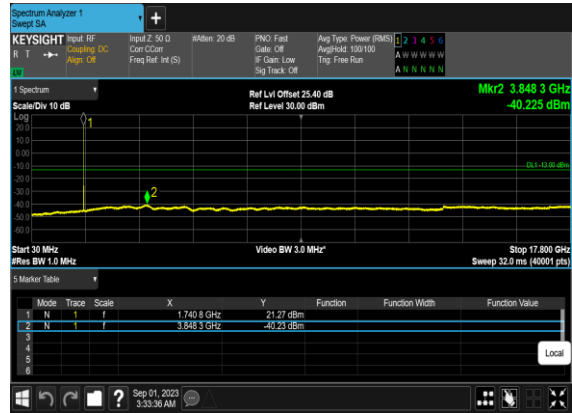 Spectrum Analyzer 1
Swept SA
+
KEYSIGHT Input: RF Input Z: 50 Ω #Atten: 20 dB PNO: Fast Avg Type: Power (RMS) 1 2 3 4 5 6
R T Coupling: DC Corr CCorr Gate: Off Avg|Hold: 100/100 A W W W W W
Align: Off Freq Ref: Int (S) IF Gain: Low Trig: Free Run
Sig Track: Off A N N N N N
1 Spectrum Ref Lvl Offset 25.40 dB Mkr2 3.848 3 GHz
Scale/Div 10 dB Ref Level 30.00 dBm -40.225 dBm
Log
20.0
1
10.0
0.00
-10.0
DL1 -13.00 dBm
-20.0
-30.0
2
-40.0
-50.0
-60.0
Start 30 MHz Video BW 3.0 MHz* Stop 17.800 GHz
#Res BW 1.0 MHz Sweep 32.0 ms (40001 pts)
5 Marker Table
Mode Trace Scale X Y Function Function Width Function Value
1 N 1 f 1.740 8 GHz 21.27 dBm
2 N 1 f 3.848 3 GHz -40.23 dBm
3
4
5
6
Local
? Sep 01, 2023
3:33:36 AM